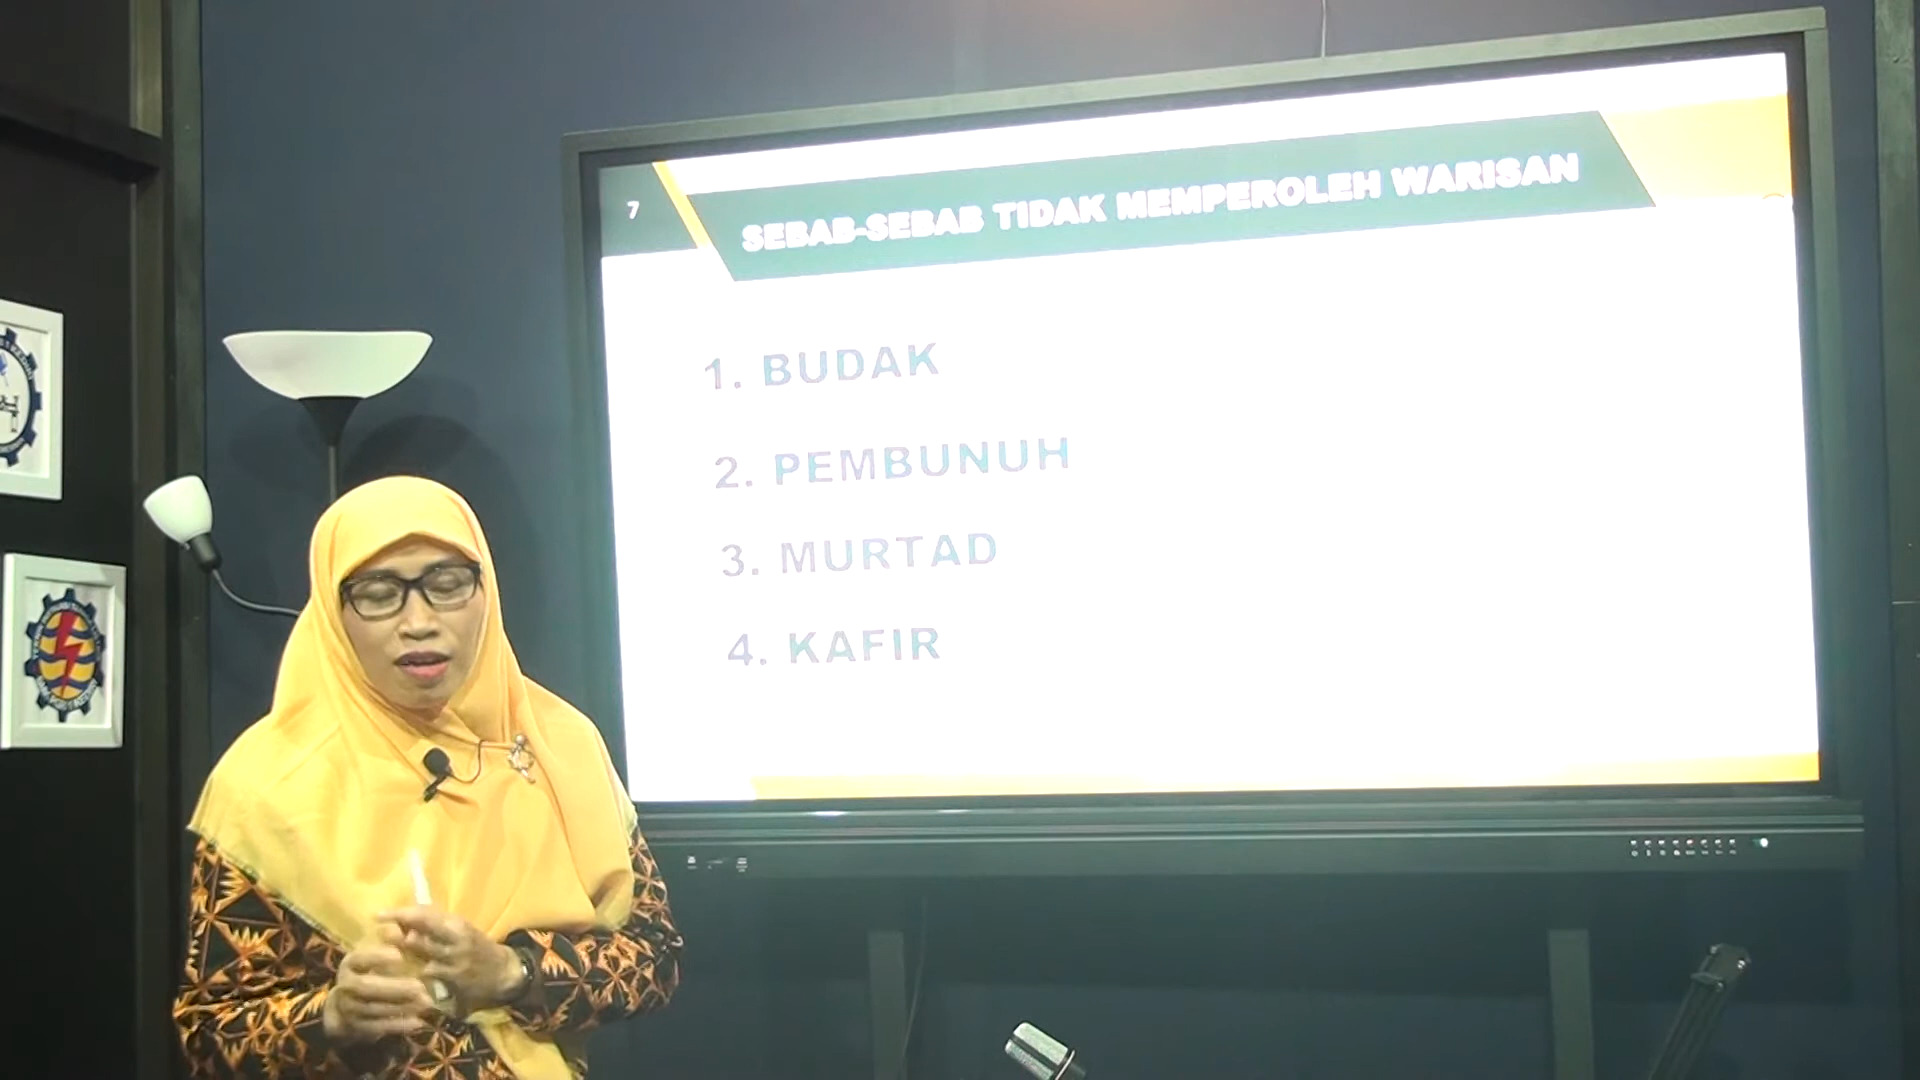 7
SEBAB-SEBAB TIDAK MEMPEROLEH WARISAN
1. BUDAK
2. PEMBUNUH
3. MURTAD
4. KAFIR